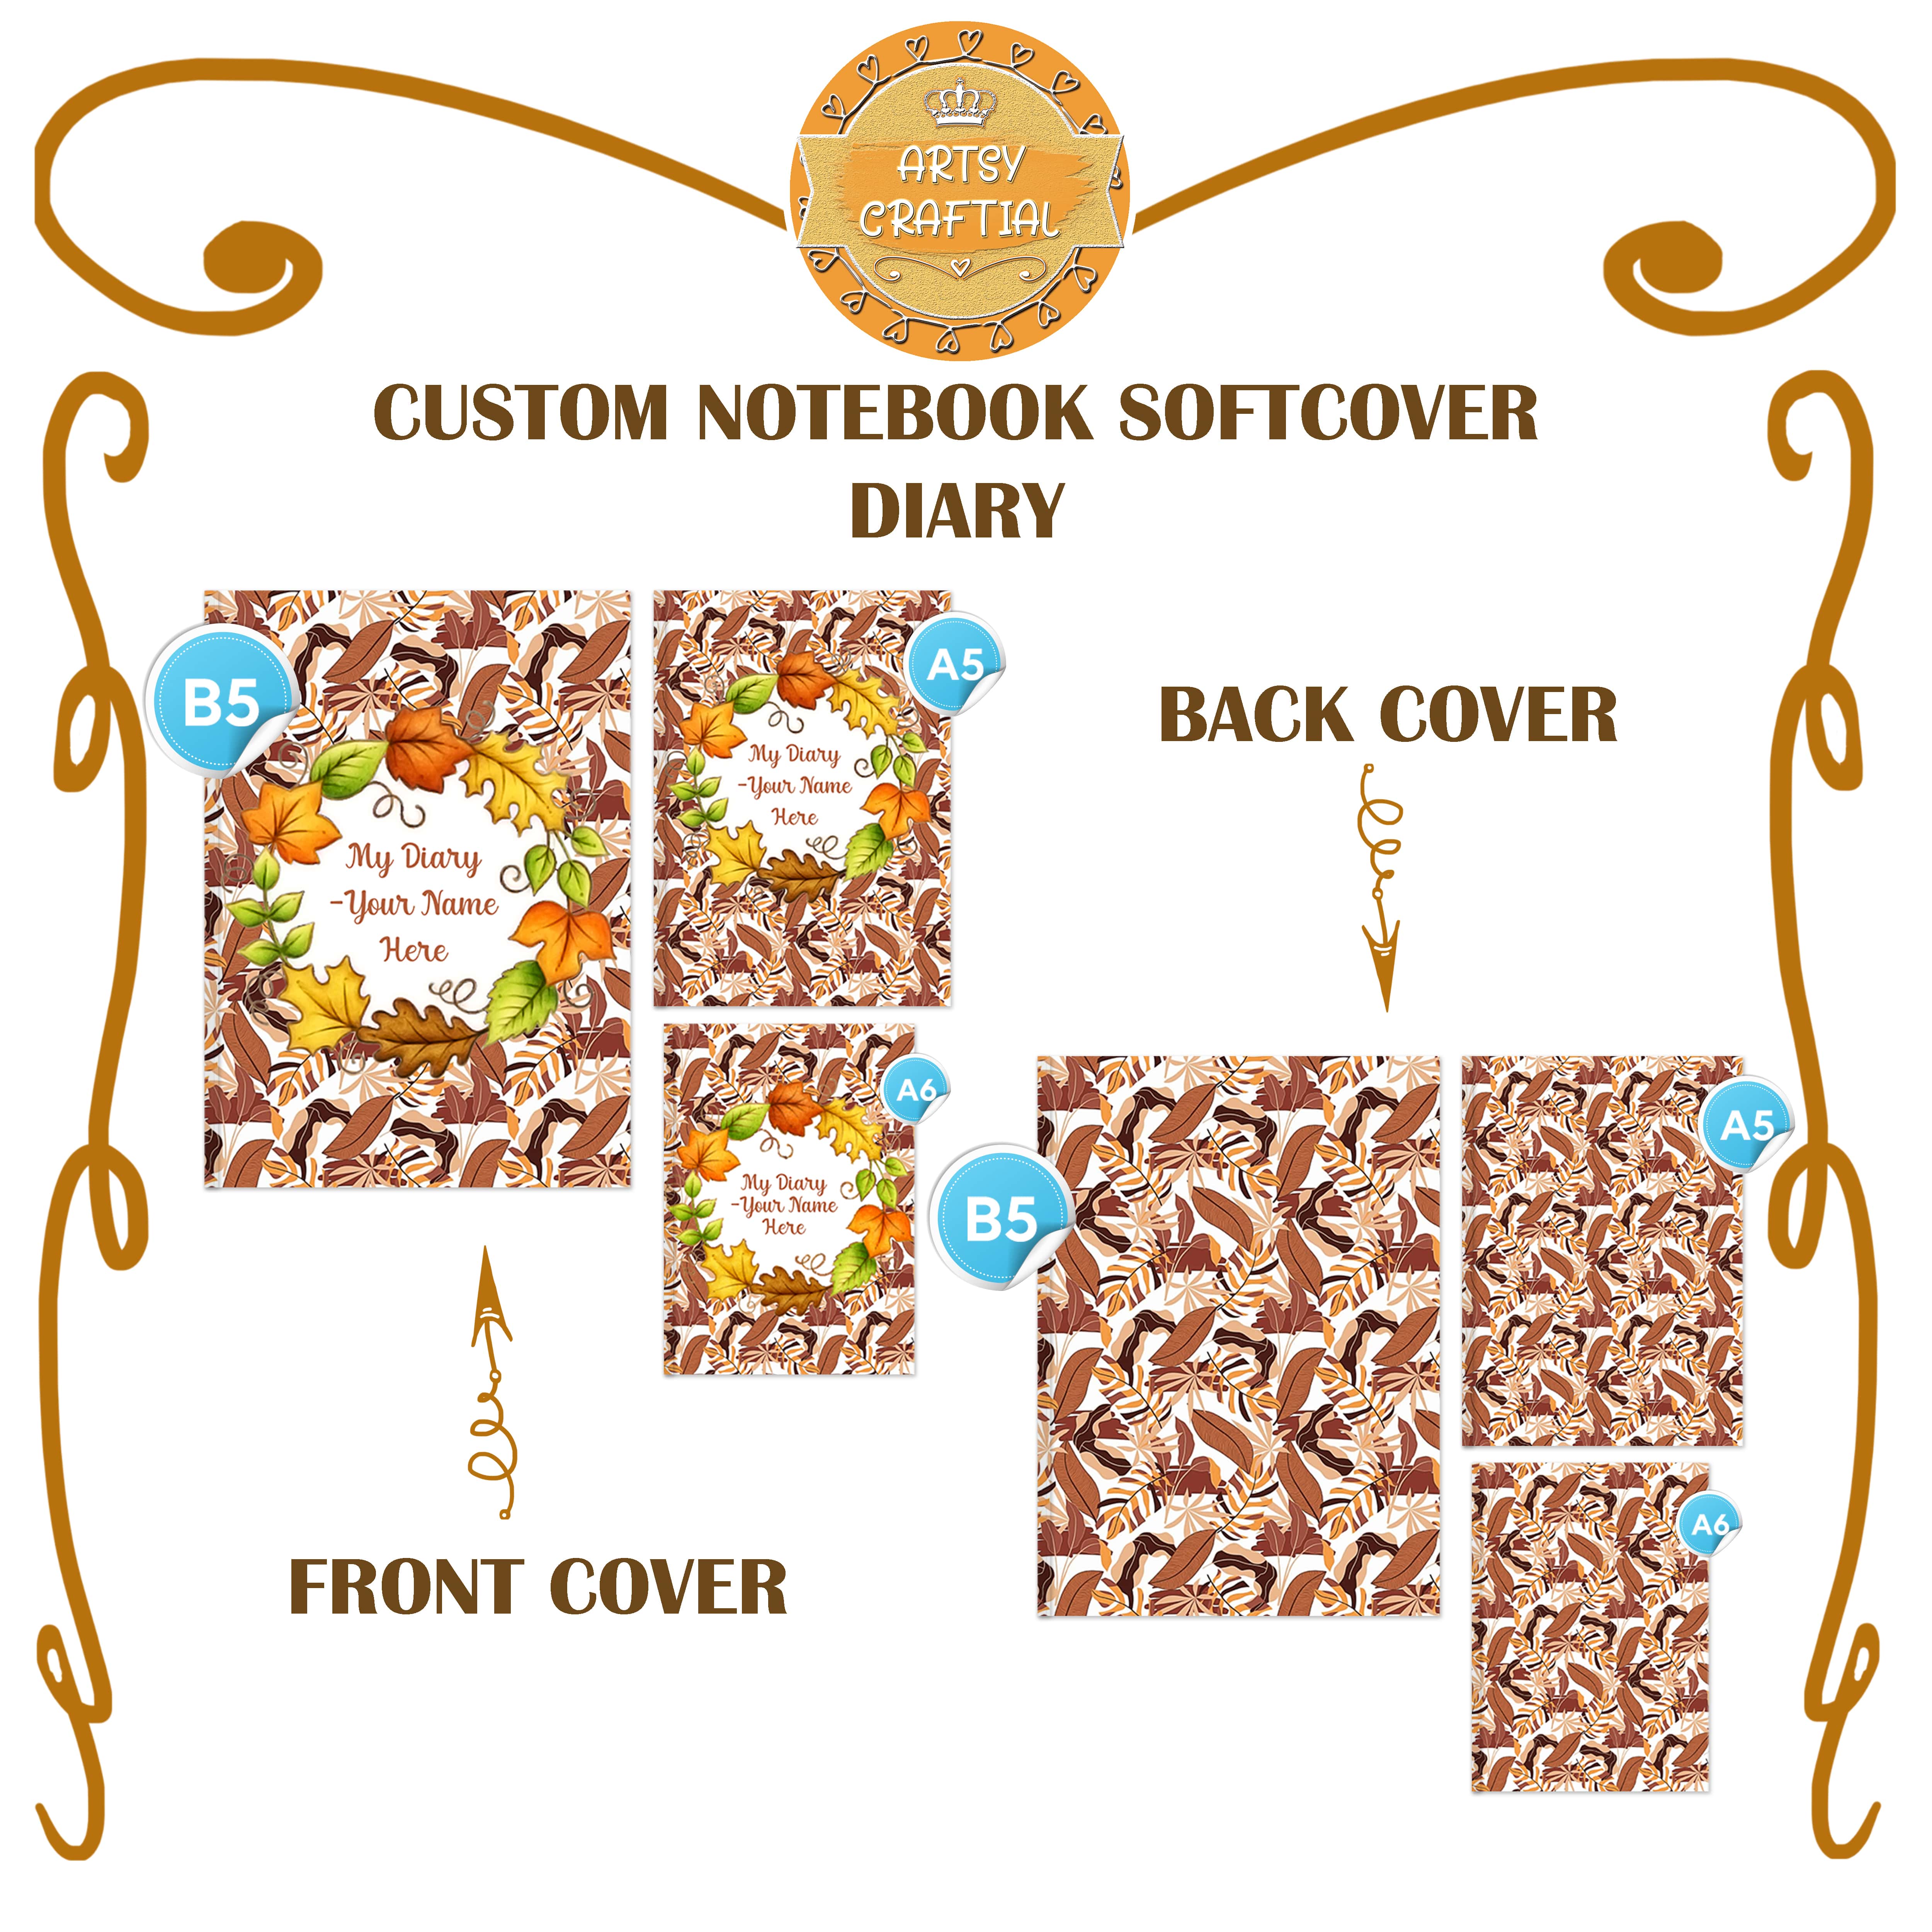 ARTSY
CRAFTIAL
CUSTOM NOTEBOOK SOFTCOVER
DIARY
B5
My Diary
-Your Name
Here
A5
My Diary
-Your Name
Here
A6
My Diary
-Your Name
Here
FRONT COVER
BACK COVER
B5
A5
A6